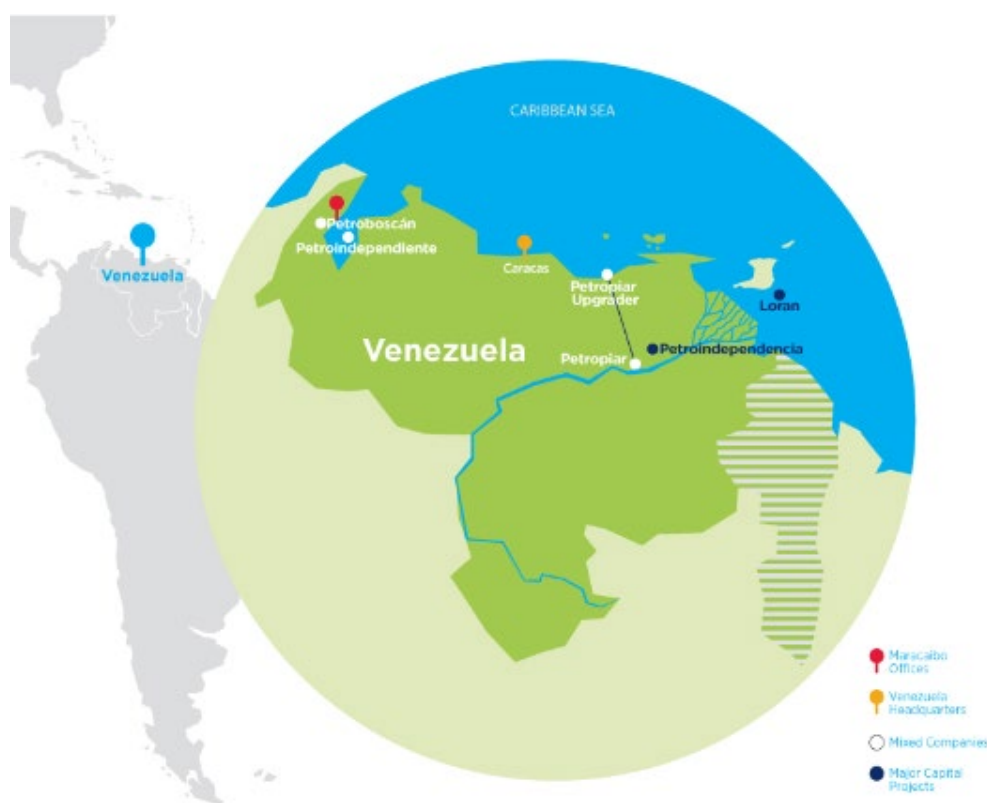 CARIBBEAN SEA
Petroboscán
Petroindependiente
Venezuela
Caracas
Petropiar
Upgrader
Loran
Venezuela
Petropiar
Petroindependencia
Maracaibo
Offices
Venezuela
Headquarters
Mixed Companies
Major Capital
Projects